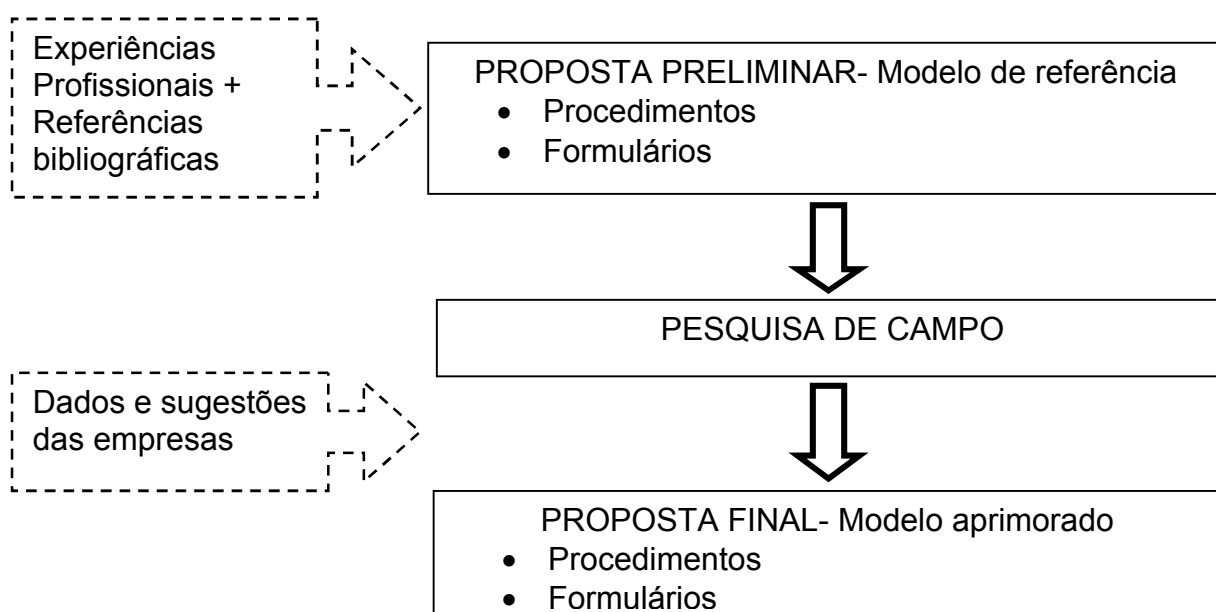 Experiências
Profissionais +
Referências
bibliográficas
PROPOSTA PRELIMINAR- Modelo de referência
• Procedimentos
• Formulários
PESQUISA DE CAMPO
Dados e sugestões
das empresas
PROPOSTA FINAL- Modelo aprimorado
• Procedimentos
• Formulários